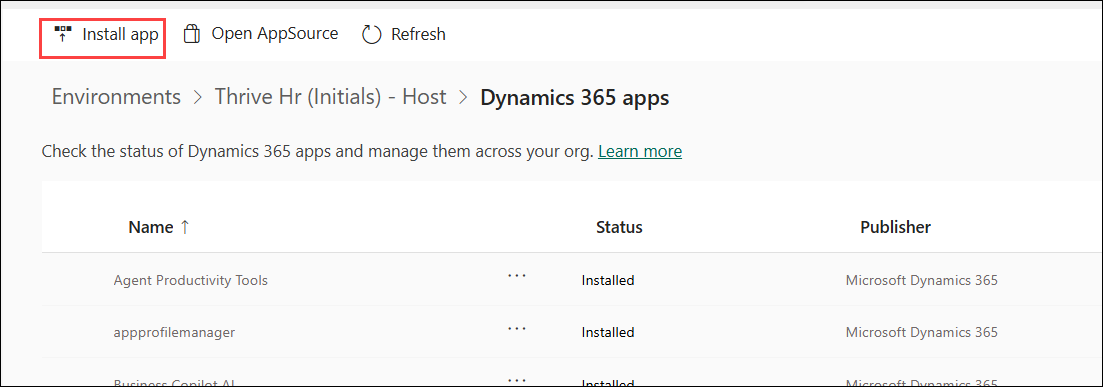 Install app Open AppSource Refresh
Environments > Thrive Hr (Initials) - Host > Dynamics 365 apps
Check the status of Dynamics 365 apps and manage them across your org. Learn more
Name ↑ Status Publisher
Agent Productivity Tools ... Installed Microsoft Dynamics 365
appprofilemanager ... Installed Microsoft Dynamics 365
Business Copilot AI Installed Microsoft Dynamics 365